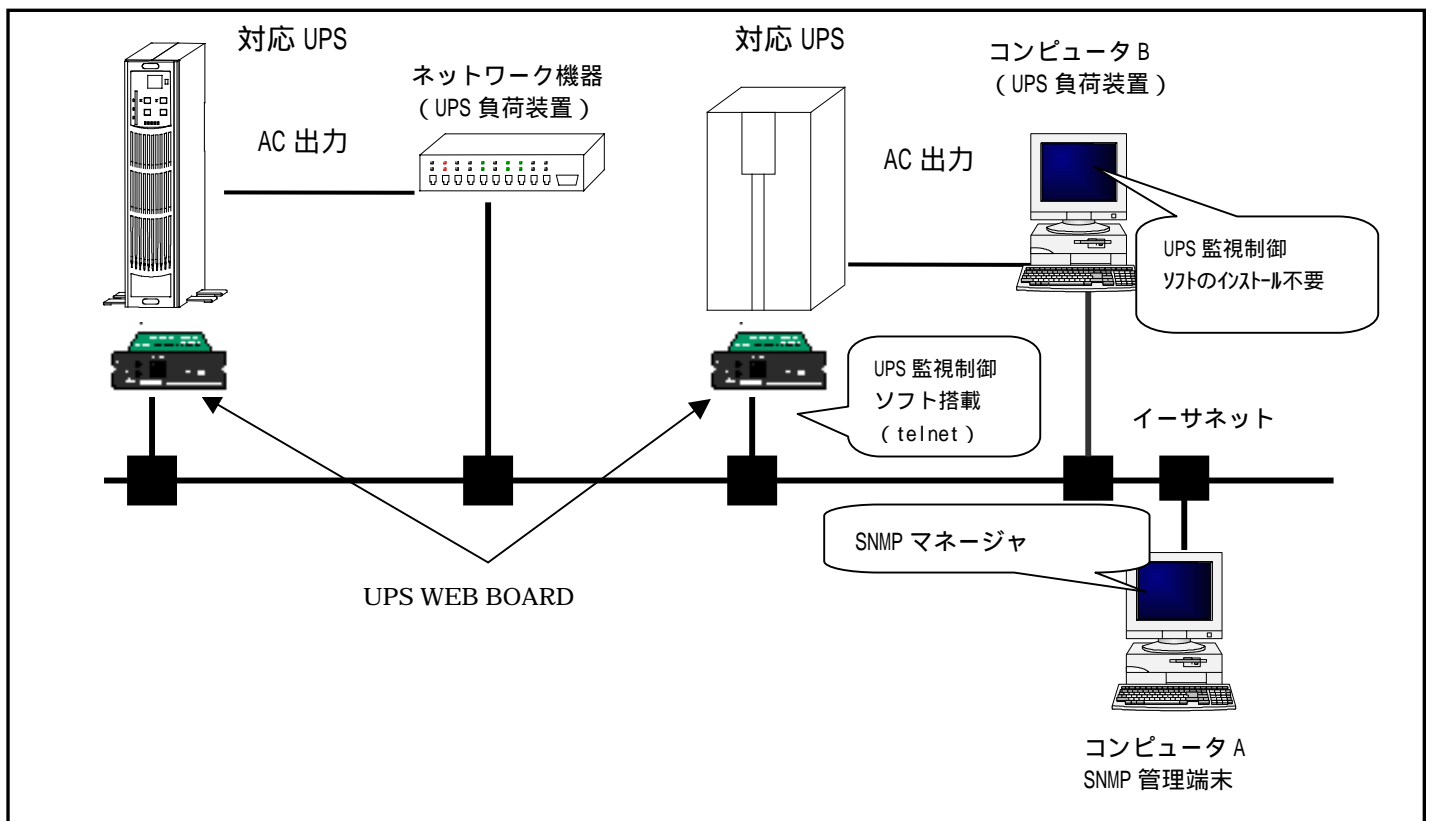 対応 UPS
ネットワーク機器
（UPS 負荷装置）
AC 出力
対応 UPS
AC 出力
コンピュータ B
（UPS 負荷装置）
UPS 監視制御
ｿﾌﾄのｲﾝｽﾄｰﾙ不要
UPS 監視制御
ソフト搭載
（telnet）
イーサネット
SNMP マネージャ
UPS WEB BOARD
コンピュータ A
SNMP 管理端末